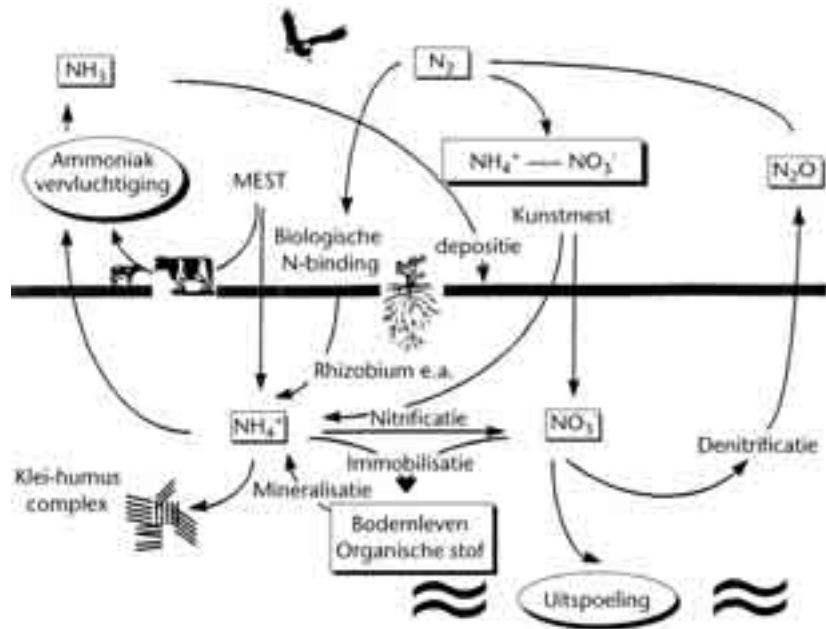 NH₃
N₂
NH₄⁺ — NO₃'
N₂O
Ammoniak
vervluchtiging
MEST
Kunstmest
Biologische
N-binding
depositie
Rhizobium e.a.
NH₄⁺
Nitrificatie
NO₃
Denitrificatie
Immobilisatie
Klei-humus
complex
Mineralisatie
Bodemleven
Organische stof
Uitspoeling